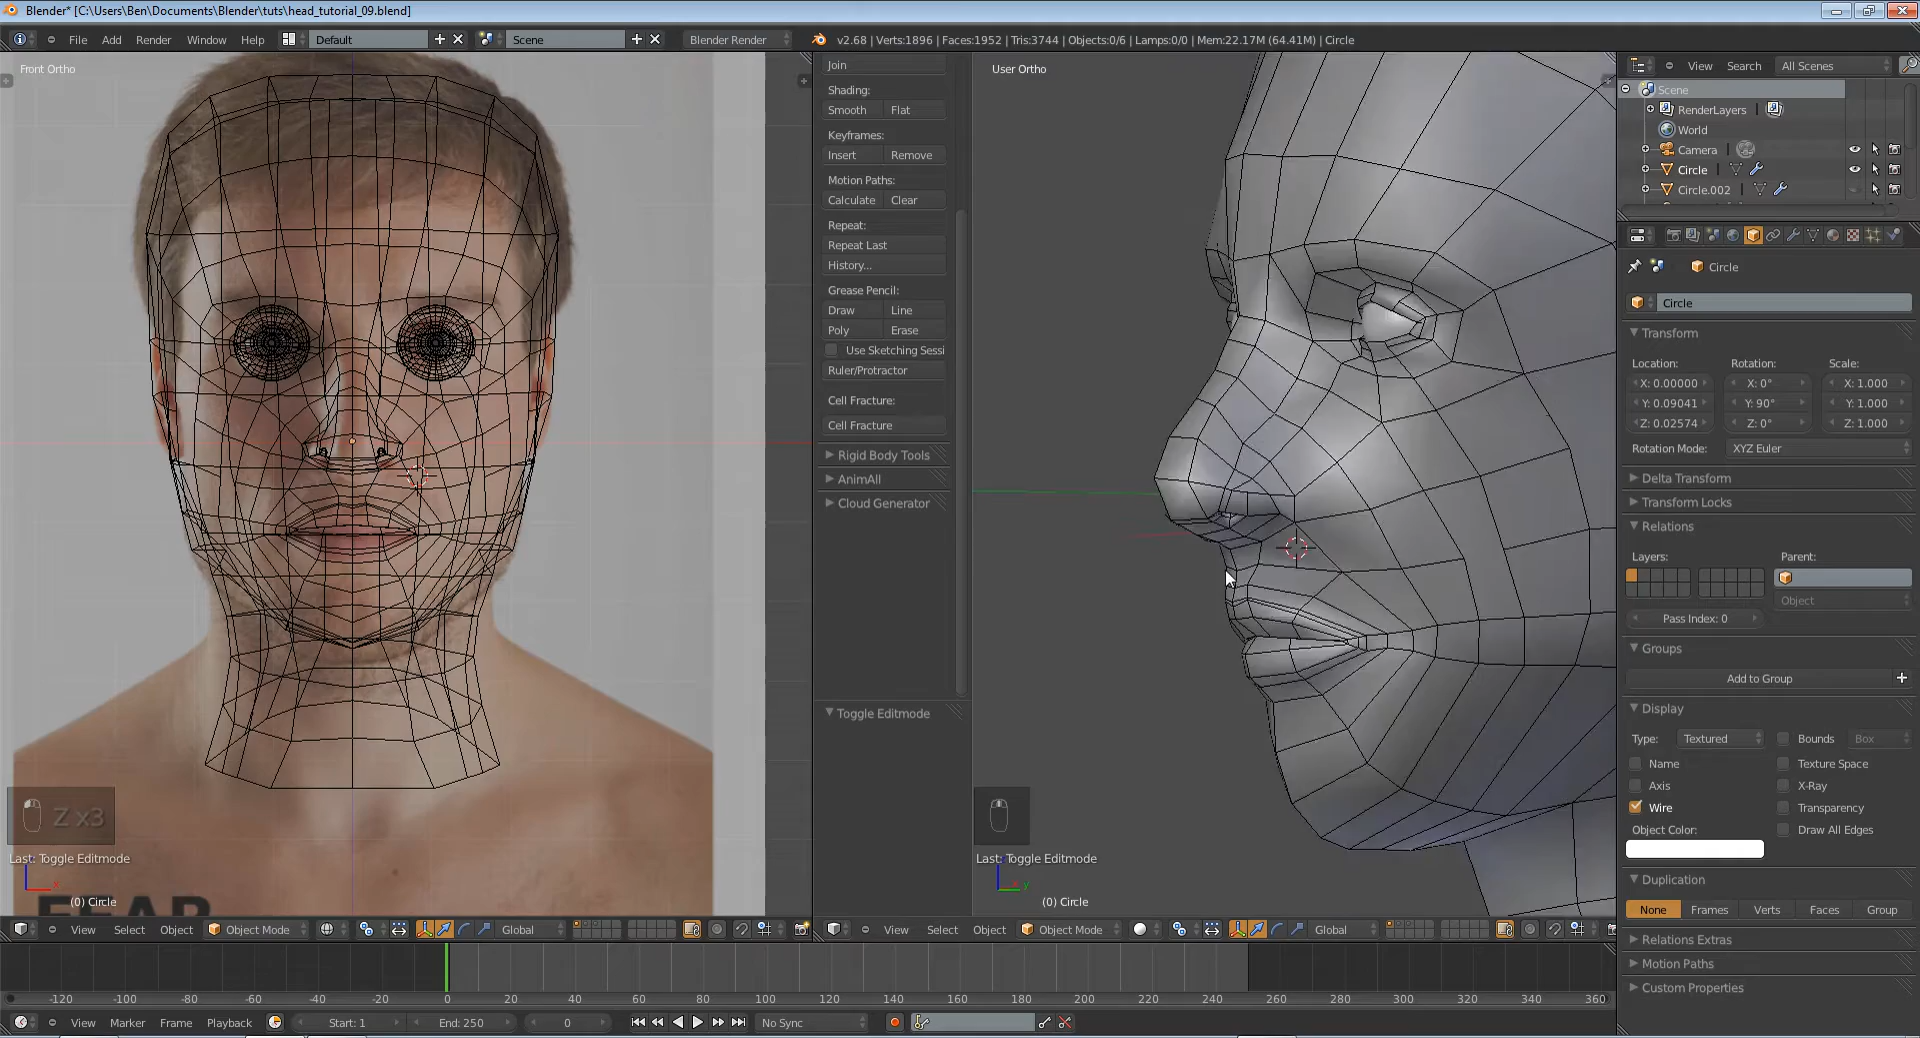 Blender* [C:\Users\Ben\Documents\Blender\tuts\head_tutorial_09.blend]
File Add Render Window Help Default Scene Blender Render v2.68 | Verts:1896 | Faces:1952 | Tris:3744 | Objects:0/6 | Lamps:0/0 | Mem:22.17M (64.41M) | Circle
Front Ortho
Z x3
Last: Toggle Editmode
x
(0) Circle
View Select Object Object Mode Global
Join
Shading:
Smooth Flat
Keyframes:
Insert Remove
Motion Paths:
Calculate Clear
Repeat:
Repeat Last
History...
Grease Pencil:
Draw Line
Poly Erase
Use Sketching Sessi
Ruler/Protractor
Cell Fracture:
Cell Fracture
Rigid Body Tools
AnimAll
Cloud Generator
Toggle Editmode
User Ortho
Last: Toggle Editmode
y
(0) Circle
View Select Object Object Mode Global
View Search All Scenes
Scene
RenderLayers |
World
Camera |
Circle |
Circle.002 |
Circle
Circle
Transform
Location: Rotation: Scale:
X: 0.00000 X: 0° X: 1.000
Y: 0.09041 Y: 90° Y: 1.000
Z: 0.02574 Z: 0° Z: 1.000
Rotation Mode: XYZ Euler
Delta Transform
Transform Locks
Relations
Layers: Parent:
Object
Pass Index: 0
Groups
Add to Group
Display
Type: Textured Bounds Box
Name Texture Space
Axis X-Ray
Wire Transparency
Object Color: Draw All Edges
Duplication
None Frames Verts Faces Group
Relations Extras
Motion Paths
Custom Properties
-120 -100 -80 -60 -40 -20 0 20 40 60 80 100 120 140 160 180 200 220 240 260 280 300 320 340 360
View Marker Frame Playback Start: 1 End: 250 0 No Sync